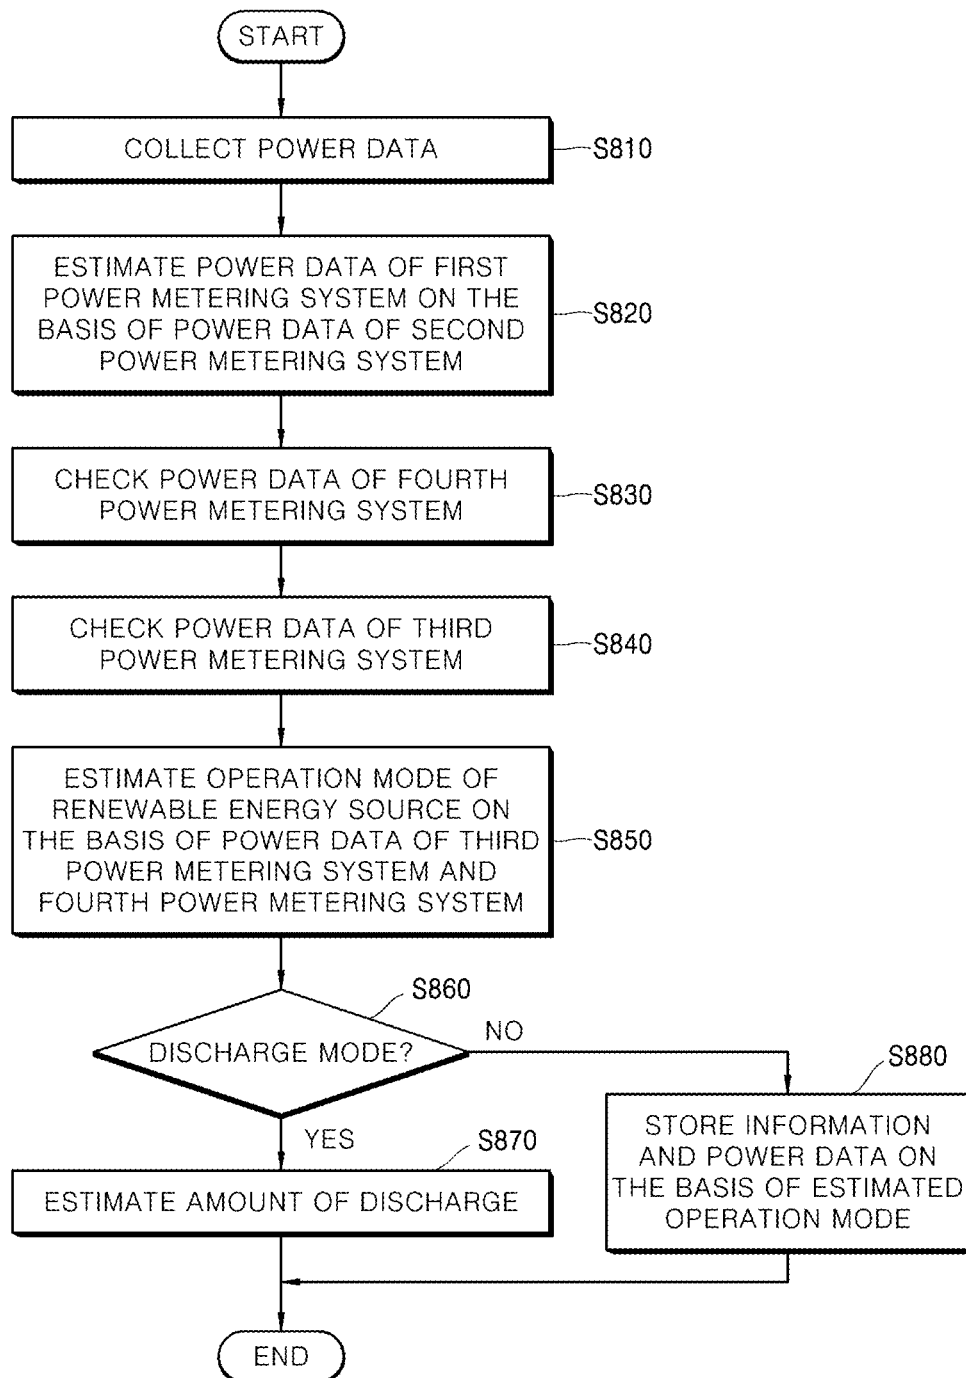 START
COLLECT POWER DATA
S810
ESTIMATE POWER DATA OF FIRST
POWER METERING SYSTEM ON THE
BASIS OF POWER DATA OF SECOND
POWER METERING SYSTEM
S820
CHECK POWER DATA OF FOURTH
POWER METERING SYSTEM
S830
CHECK POWER DATA OF THIRD
POWER METERING SYSTEM
S840
ESTIMATE OPERATION MODE OF
RENEWABLE ENERGY SOURCE ON
THE BASIS OF POWER DATA OF THIRD
POWER METERING SYSTEM AND
FOURTH POWER METERING SYSTEM
S850
S860
DISCHARGE MODE?
NO
YES
S870
ESTIMATE AMOUNT OF DISCHARGE
S880
STORE INFORMATION
AND POWER DATA ON
THE BASIS OF ESTIMATED
OPERATION MODE
END